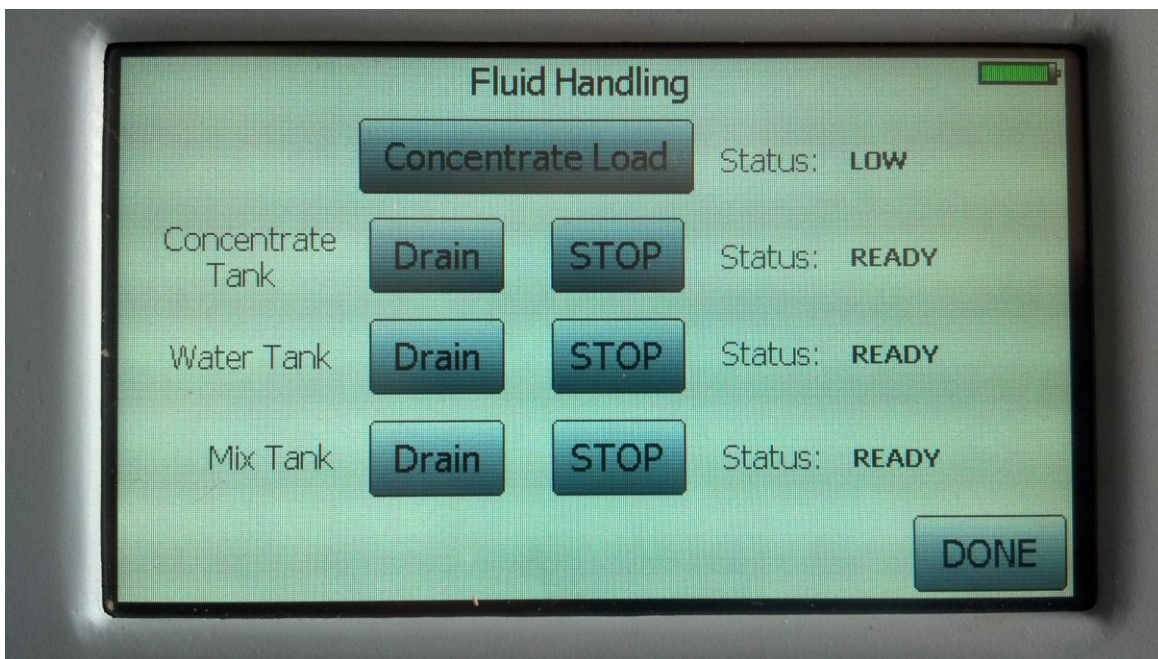 Fluid Handling
Concentrate Load Status: LOW
Concentrate
Tank
Drain STOP Status: READY
Water Tank Drain STOP Status: READY
Mix Tank Drain STOP Status: READY
DONE